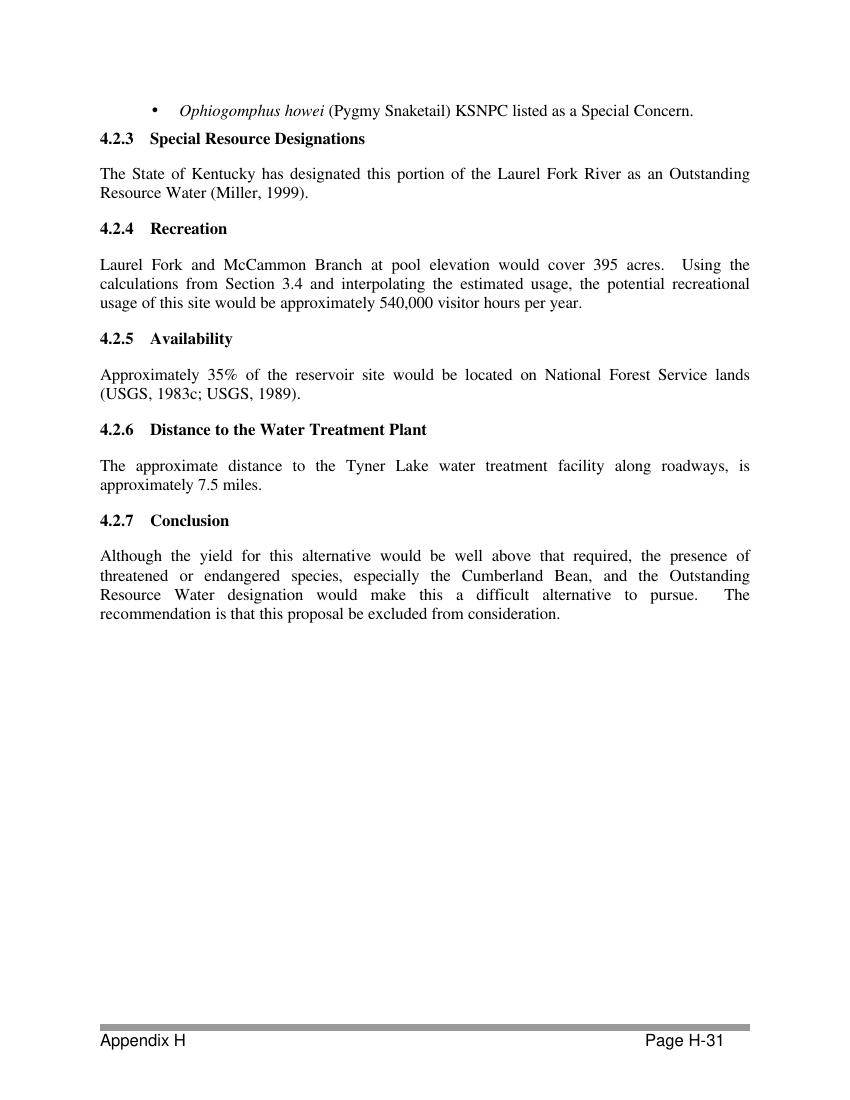 • Ophiogomphus howei (Pygmy Snaketail) KSNPC listed as a Special Concern.
4.2.3 Special Resource Designations
The State of Kentucky has designated this portion of the Laurel Fork River as an Outstanding
Resource Water (Miller, 1999).
4.2.4 Recreation
Laurel Fork and McCammon Branch at pool elevation would cover 395 acres. Using the
calculations from Section 3.4 and interpolating the estimated usage, the potential recreational
usage of this site would be approximately 540,000 visitor hours per year.
4.2.5 Availability
Approximately 35% of the reservoir site would be located on National Forest Service lands
(USGS, 1983c; USGS, 1989).
4.2.6 Distance to the Water Treatment Plant
The approximate distance to the Tyner Lake water treatment facility along roadways, is
approximately 7.5 miles.
4.2.7 Conclusion
Although the yield for this alternative would be well above that required, the presence of
threatened or endangered species, especially the Cumberland Bean, and the Outstanding
Resource Water designation would make this a difficult alternative to pursue. The
recommendation is that this proposal be excluded from consideration.
Appendix H Page H-31